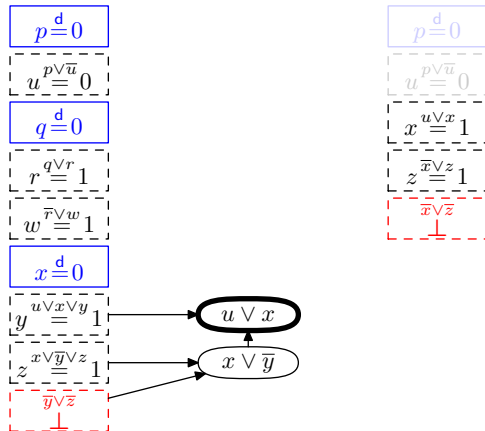 p =ᵈ 0
u =^{p∨u̅} 0
q =ᵈ 0
r =^{q∨r} 1
w =^{r̅∨w} 1
x =ᵈ 0
y =^{u∨x∨y} 1
z =^{x∨y̅∨z} 1
y̅∨z̅
⊥
u ∨ x
x ∨ y̅
p =ᵈ 0
u =^{p∨u̅} 0
x =^{u∨x} 1
z =^{x̅∨z} 1
x̅∨z̅
⊥